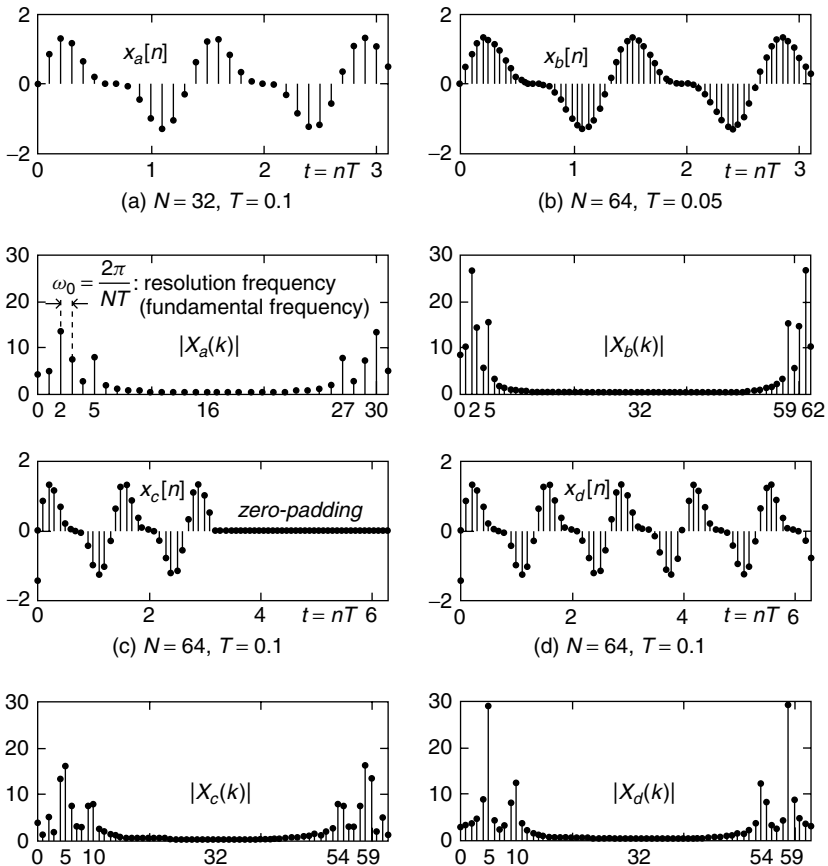 2
0
−2
x_a[n]
0 1 2 t = nT 3
(a) N = 32, T = 0.1
2
0
−2
x_b[n]
0 1 2 t = nT 3
(b) N = 64, T = 0.05
30
20
10
0
ω₀ = 2π/NT : resolution frequency
(fundamental frequency)
|X_a(k)|
0 2 5 16 27 30
30
20
10
0
|X_b(k)|
0 2 5 32 59 62
2
0
−2
x_c[n]
zero-padding
0 2 4 t = nT 6
(c) N = 64, T = 0.1
2
0
−2
x_d[n]
0 2 4 t = nT 6
(d) N = 64, T = 0.1
30
20
10
0
|X_c(k)|
0 5 10 32 54 59
30
20
10
0
|X_d(k)|
0 5 10 32 54 59